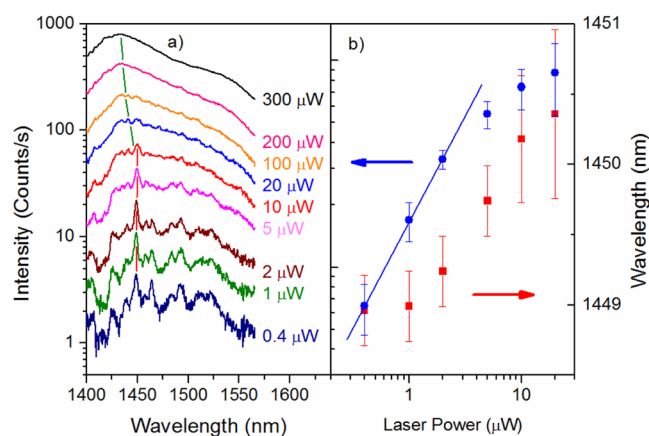 1000
100
10
1
Intensity (Counts/s)
a)
300 μW
200 μW
100 μW
20 μW
10 μW
5 μW
2 μW
1 μW
0.4 μW
1400 1450 1500 1550 1600
Wavelength (nm)
b)
1451
1450
1449
Wavelength (nm)
1 10
Laser Power (μW)